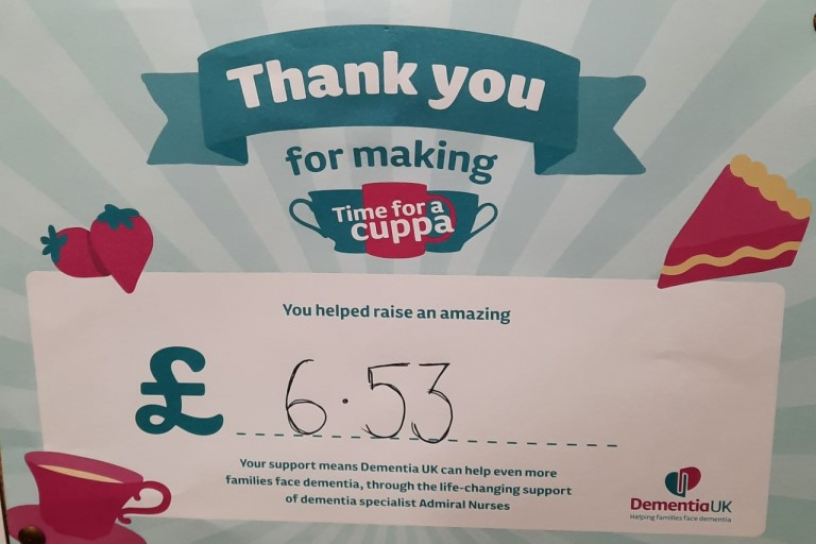 Thank you
for making
Time for a
cuppa
You helped raise an amazing
£ 6.53
Your support means Dementia UK can help even more
families face dementia, through the life-changing support
of dementia specialist Admiral Nurses
DementiaUK
Helping families face dementia